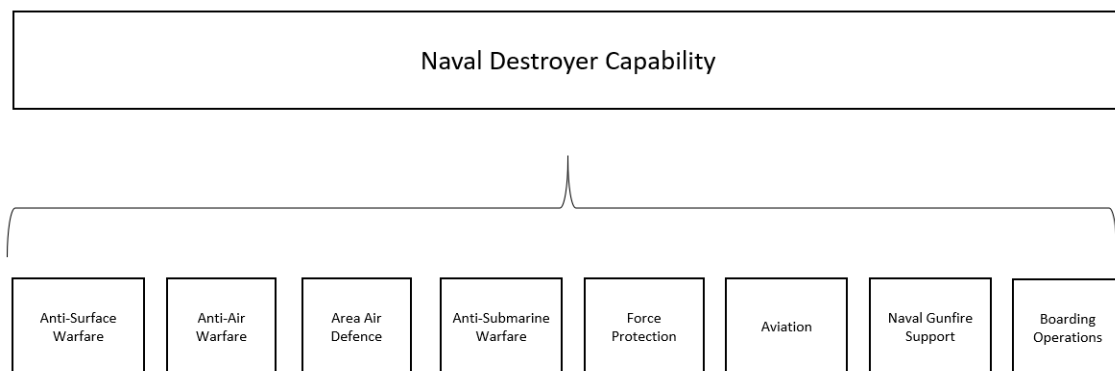 Naval Destroyer Capability
Anti-Surface
Warfare
Anti-Air
Warfare
Area Air
Defence
Anti-Submarine
Warfare
Force
Protection
Aviation
Naval Gunfire
Support
Boarding
Operations